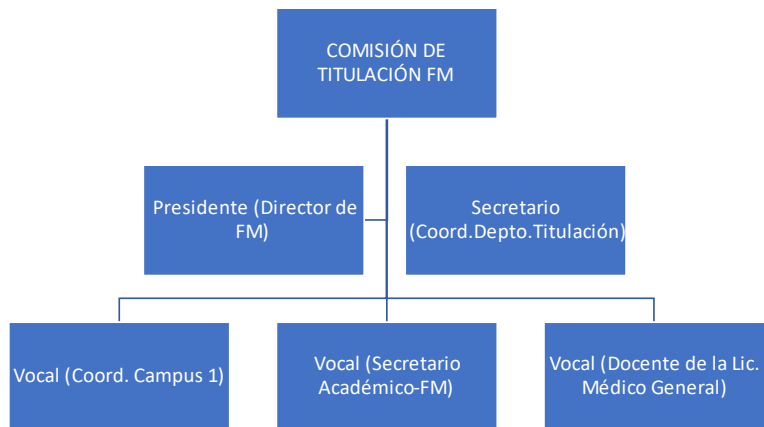 COMISIÓN DE
TITULACIÓN FM
Presidente (Director de
FM)
Secretario
(Coord.Depto.Titulación)
Vocal (Coord. Campus 1)
Vocal (Secretario
Académico-FM)
Vocal (Docente de la Lic.
Médico General)